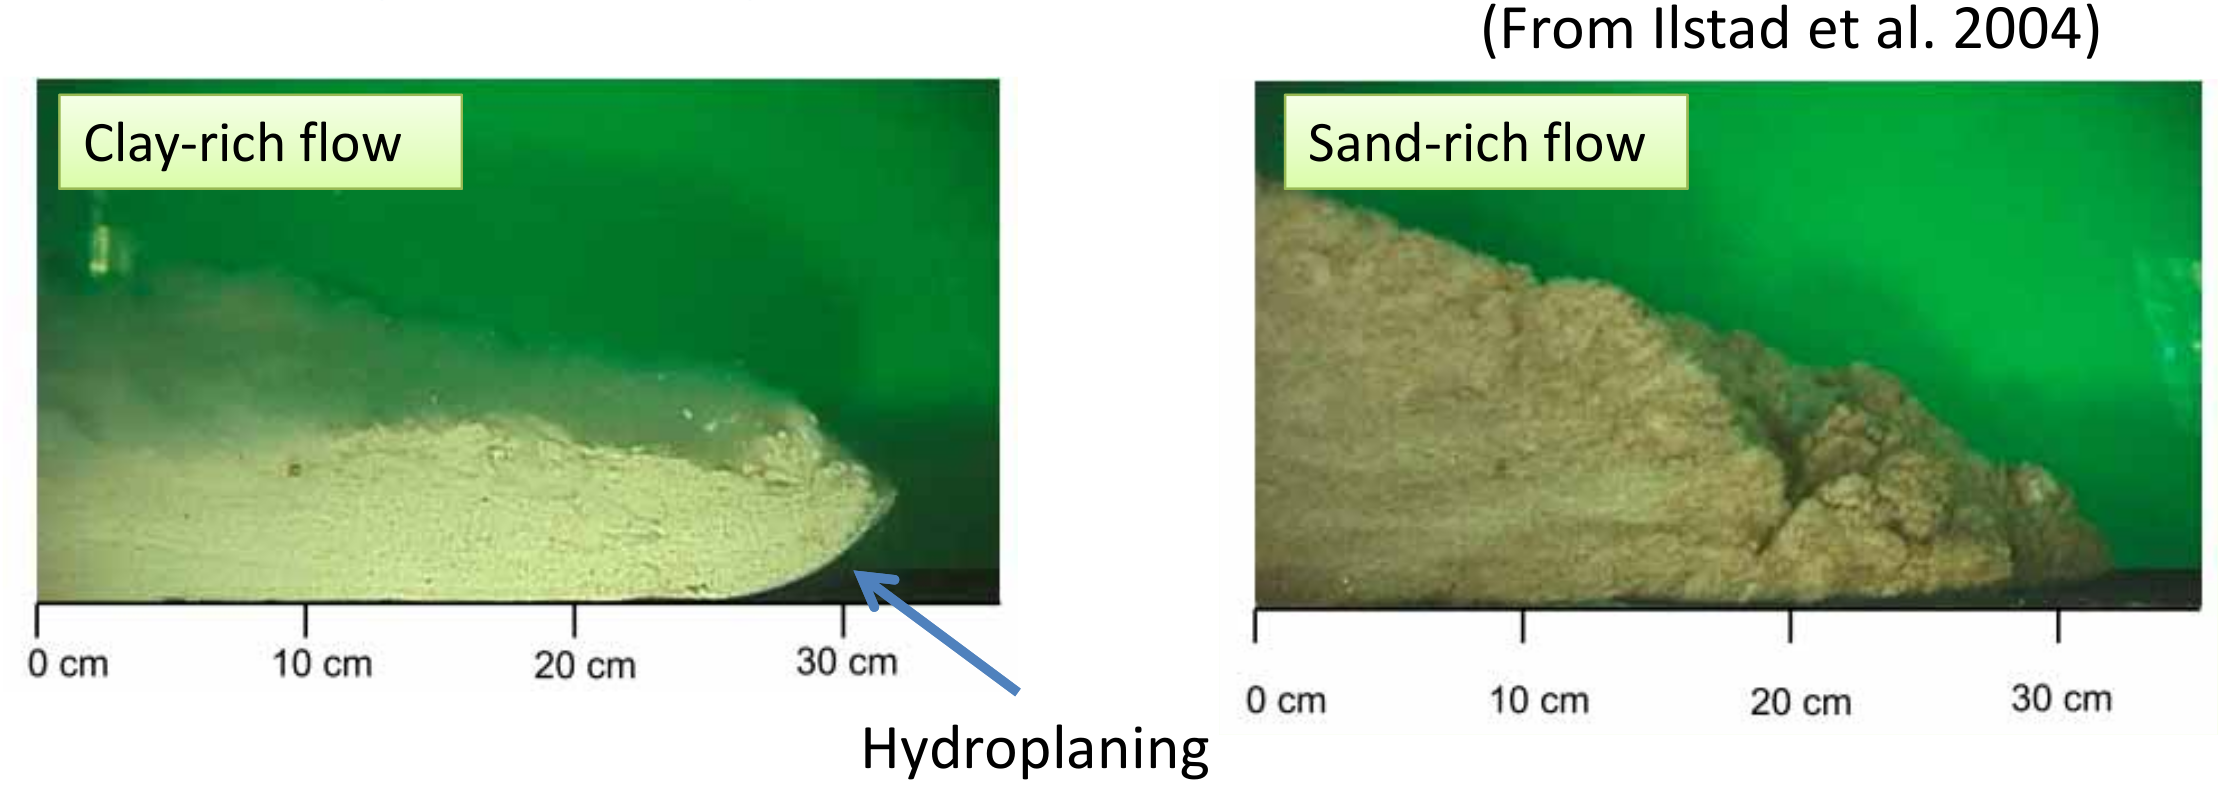 (From Ilstad et al. 2004)
Clay-rich flow
Sand-rich flow
0 cm 10 cm 20 cm 30 cm
0 cm 10 cm 20 cm 30 cm
Hydroplaning